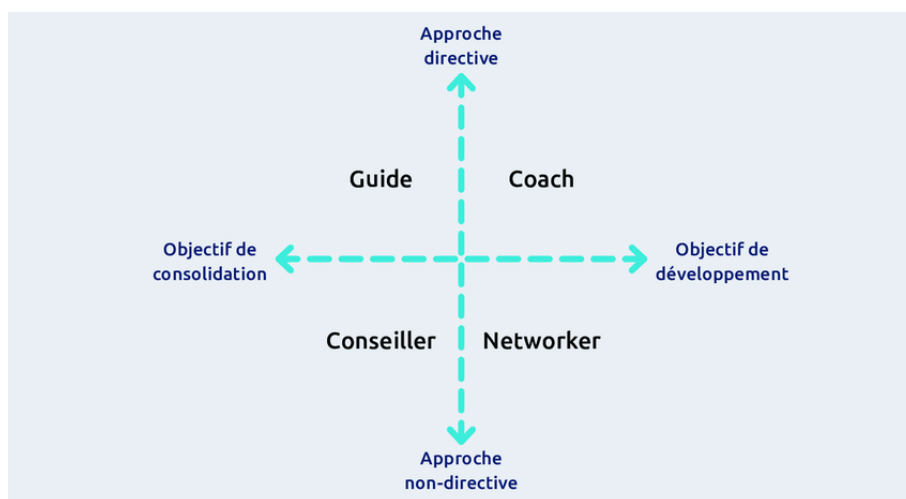 Approche
directive
Guide
Coach
Objectif de
consolidation
Objectif de
développement
Conseiller
Networker
Approche
non-directive